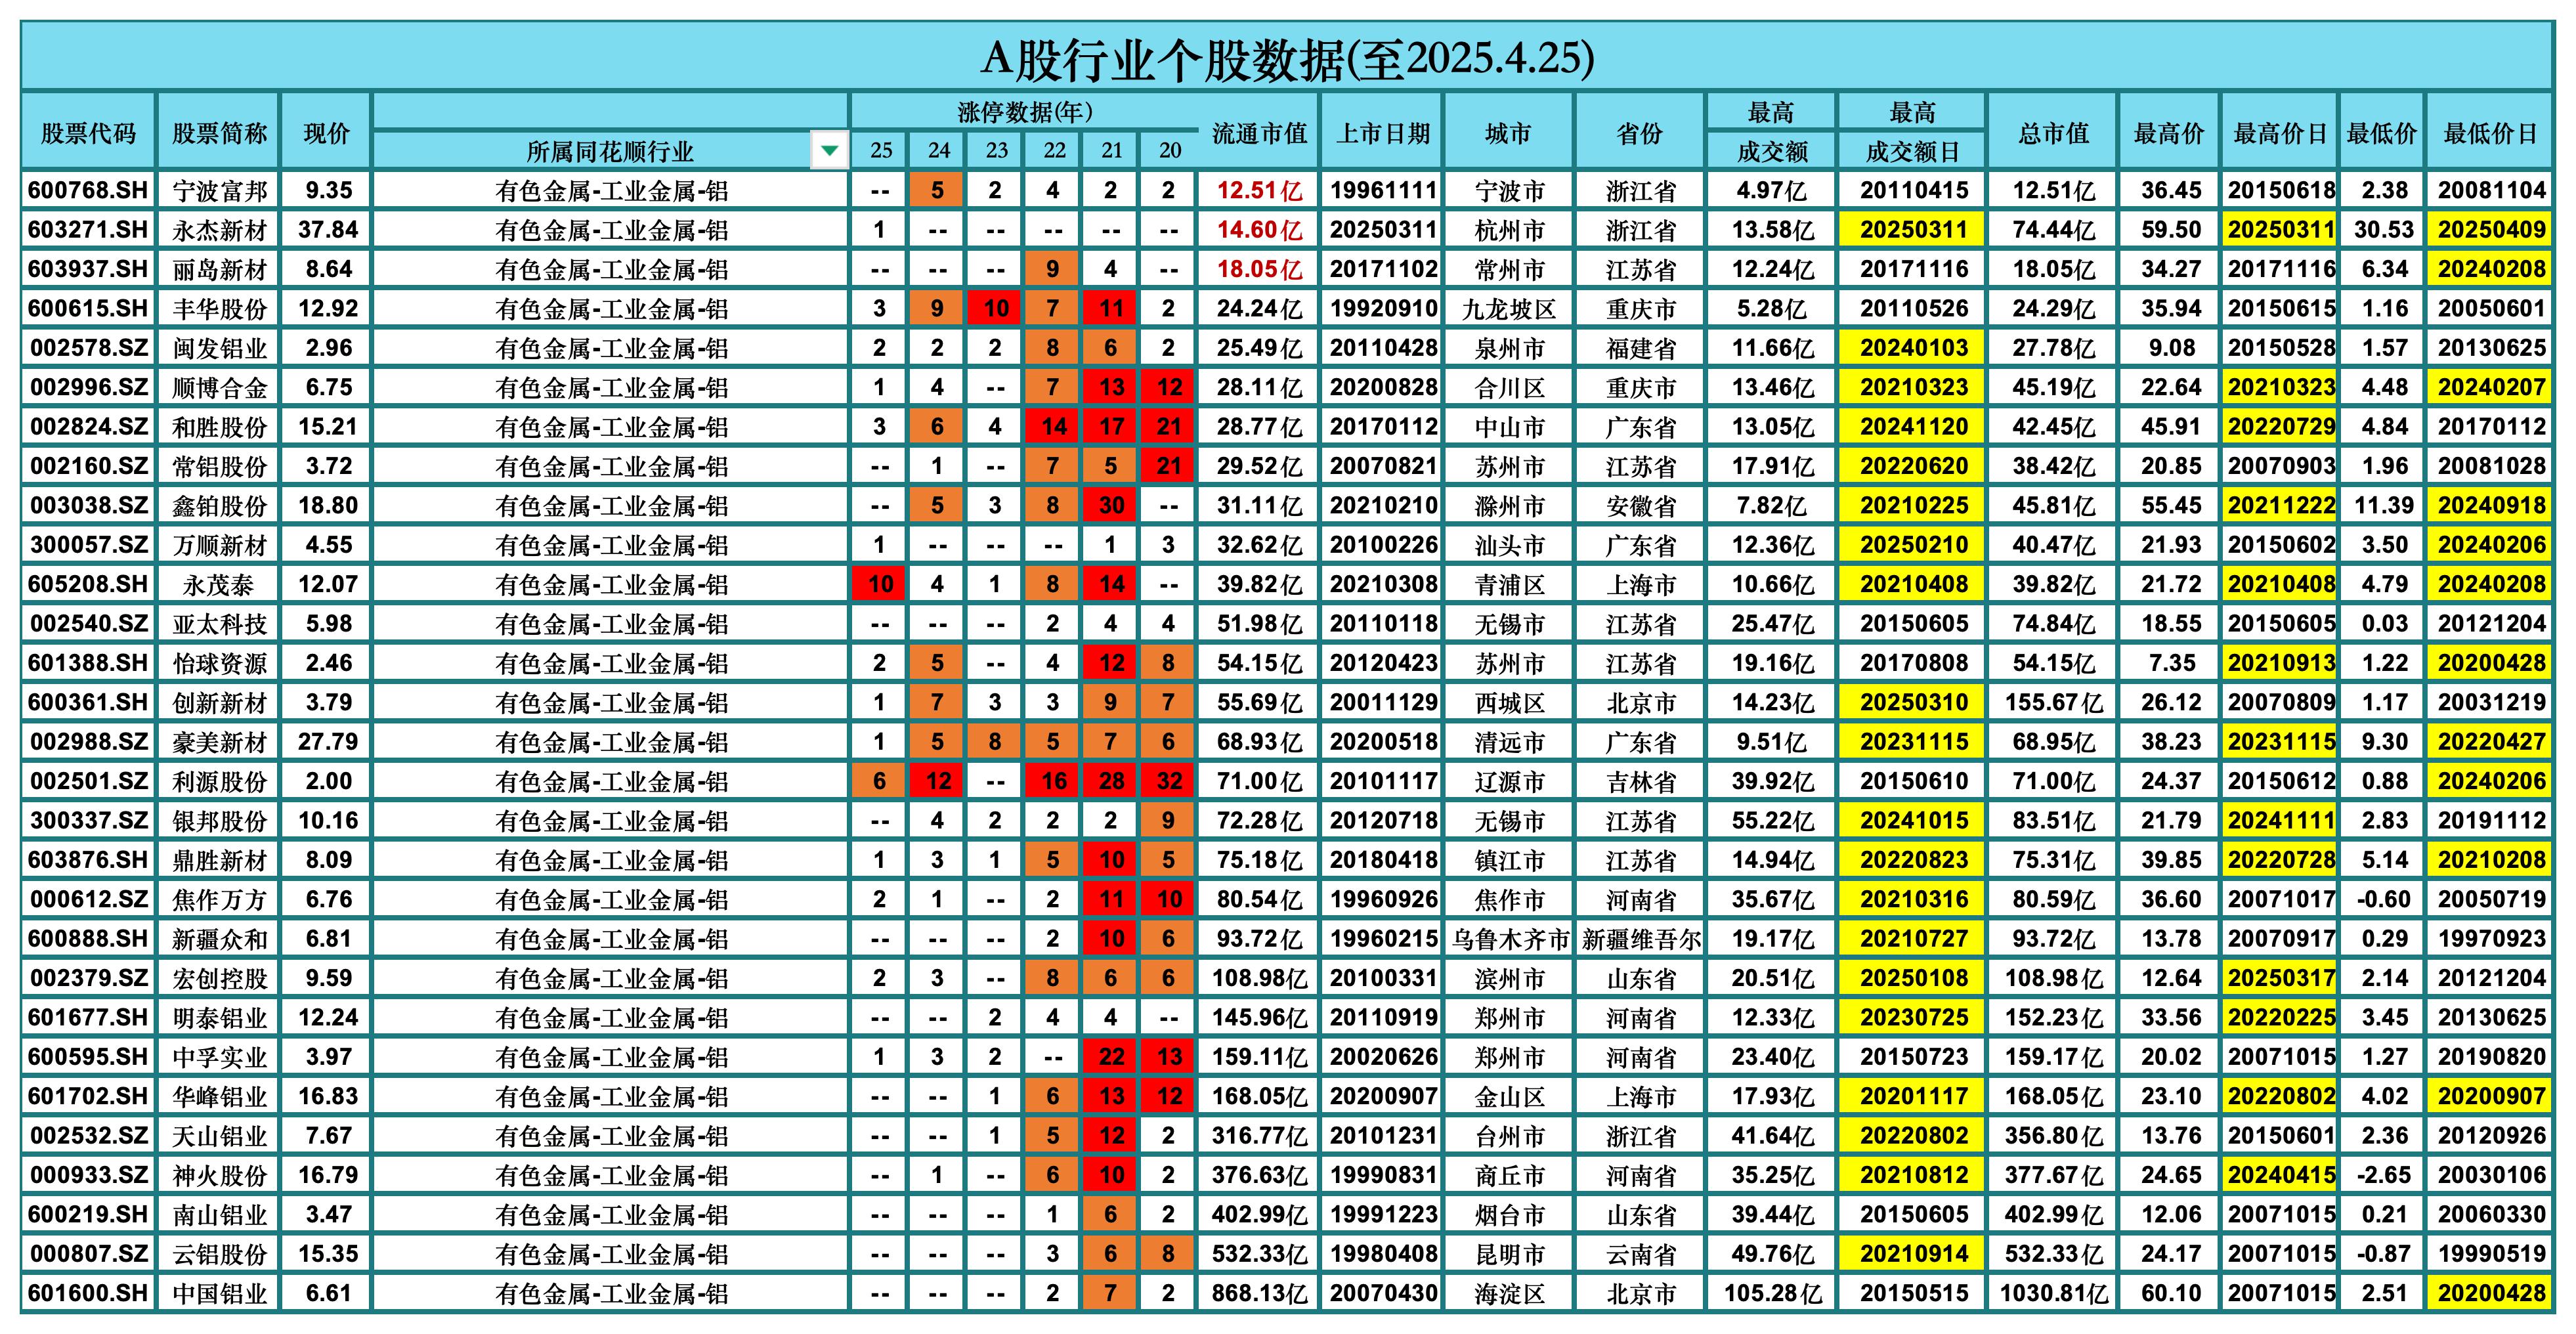 A股行业个股数据(至2025.4.25)
股票代码 股票简称 现价 所属同花顺行业 涨停数据(年) 25 24 23 22 21 20 流通市值 上市日期 城市 省份 最高成交额 最高成交额日 总市值 最高价 最高价日 最低价 最低价日
600768.SH 宁波富邦 9.35 有色金属-工业金属-铝 -- 5 2 4 2 2 12.51亿 19961111 宁波市 浙江省 4.97亿 20110415 12.51亿 36.45 20150618 2.38 20081104
603271.SH 永杰新材 37.84 有色金属-工业金属-铝 1 -- -- -- -- -- 14.60亿 20250311 杭州市 浙江省 13.58亿 20250311 74.44亿 59.50 20250311 30.53 20250409
603937.SH 丽岛新材 8.64 有色金属-工业金属-铝 -- -- -- 9 4 -- 18.05亿 20171102 常州市 江苏省 12.24亿 20171116 18.05亿 34.27 20171116 6.34 20240208
600615.SH 丰华股份 12.92 有色金属-工业金属-铝 3 9 10 7 11 2 24.24亿 19920910 九龙坡区 重庆市 5.28亿 20110526 24.29亿 35.94 20150615 1.16 20050601
002578.SZ 闽发铝业 2.96 有色金属-工业金属-铝 2 2 2 8 6 2 25.49亿 20110428 泉州市 福建省 11.66亿 20240103 27.78亿 9.08 20150528 1.57 20130625
002996.SZ 顺博合金 6.75 有色金属-工业金属-铝 1 4 -- 7 13 12 28.11亿 20200828 合川区 重庆市 13.46亿 20210323 45.19亿 22.64 20210323 4.48 20240207
002824.SZ 和胜股份 15.21 有色金属-工业金属-铝 3 6 4 14 17 21 28.77亿 20170112 中山市 广东省 13.05亿 20241120 42.45亿 45.91 20220729 4.84 20170112
002160.SZ 常铝股份 3.72 有色金属-工业金属-铝 -- 1 -- 7 5 21 29.52亿 20070821 苏州市 江苏省 17.91亿 20220620 38.42亿 20.85 20070903 1.96 20081028
003038.SZ 鑫铂股份 18.80 有色金属-工业金属-铝 -- 5 3 8 30 -- 31.11亿 20210210 滁州市 安徽省 7.82亿 20210225 45.81亿 55.45 20211222 11.39 20240918
300057.SZ 万顺新材 4.55 有色金属-工业金属-铝 1 -- -- -- 1 3 32.62亿 20100226 汕头市 广东省 12.36亿 20250210 40.47亿 21.93 20150602 3.50 20240206
605208.SH 永茂泰 12.07 有色金属-工业金属-铝 10 4 1 8 14 -- 39.82亿 20210308 青浦区 上海市 10.66亿 20210408 39.82亿 21.72 20210408 4.79 20240208
002540.SZ 亚太科技 5.98 有色金属-工业金属-铝 -- -- -- 2 4 4 51.98亿 20110118 无锡市 江苏省 25.47亿 20150605 74.84亿 18.55 20150605 0.03 20121204
601388.SH 怡球资源 2.46 有色金属-工业金属-铝 2 5 -- 4 12 8 54.15亿 20120423 苏州市 江苏省 19.16亿 20170808 54.15亿 7.35 20210913 1.22 20200428
600361.SH 创新新材 3.79 有色金属-工业金属-铝 1 7 3 3 9 7 55.69亿 20011129 西城区 北京市 14.23亿 20250310 155.67亿 26.12 20070809 1.17 20031219
002988.SZ 豪美新材 27.79 有色金属-工业金属-铝 1 5 8 5 7 6 68.93亿 20200518 清远市 广东省 9.51亿 20231115 68.95亿 38.23 20231115 9.30 20220427
002501.SZ 利源股份 2.00 有色金属-工业金属-铝 6 12 -- 16 28 32 71.00亿 20101117 辽源市 吉林省 39.92亿 20150610 71.00亿 24.37 20150612 0.88 20240206
300337.SZ 银邦股份 10.16 有色金属-工业金属-铝 -- 4 2 2 2 9 72.28亿 20120718 无锡市 江苏省 55.22亿 20241015 83.51亿 21.79 20241111 2.83 20191112
603876.SH 鼎胜新材 8.09 有色金属-工业金属-铝 1 3 1 5 10 5 75.18亿 20180418 镇江市 江苏省 14.94亿 20220823 75.31亿 39.85 20220728 5.14 20210208
000612.SZ 焦作万方 6.76 有色金属-工业金属-铝 2 1 -- 2 11 10 80.54亿 19960926 焦作市 河南省 35.67亿 20210316 80.59亿 36.60 20071017 -0.60 20050719
600888.SH 新疆众和 6.81 有色金属-工业金属-铝 -- -- -- 2 10 6 93.72亿 19960215 乌鲁木齐市 新疆维吾尔 19.17亿 20210727 93.72亿 13.78 20070917 0.29 19970923
002379.SZ 宏创控股 9.59 有色金属-工业金属-铝 2 3 -- 8 6 6 108.98亿 20100331 滨州市 山东省 20.51亿 20250108 108.98亿 12.64 20250317 2.14 20121204
601677.SH 明泰铝业 12.24 有色金属-工业金属-铝 -- -- 2 4 4 -- 145.96亿 20110919 郑州市 河南省 12.33亿 20230725 152.23亿 33.56 20220225 3.45 20130625
600595.SH 中孚实业 3.97 有色金属-工业金属-铝 1 3 2 -- 22 13 159.11亿 20020626 郑州市 河南省 23.40亿 20150723 159.17亿 20.02 20071015 1.27 20190820
601702.SH 华峰铝业 16.83 有色金属-工业金属-铝 -- -- 1 6 13 12 168.05亿 20200907 金山区 上海市 17.93亿 20201117 168.05亿 23.10 20220802 4.02 20200907
002532.SZ 天山铝业 7.67 有色金属-工业金属-铝 -- -- 1 5 12 2 316.77亿 20101231 台州市 浙江省 41.64亿 20220802 356.80亿 13.76 20150601 2.36 20120926
000933.SZ 神火股份 16.79 有色金属-工业金属-铝 -- 1 -- 6 10 2 376.63亿 19990831 商丘市 河南省 35.25亿 20210812 377.67亿 24.65 20240415 -2.65 20030106
600219.SH 南山铝业 3.47 有色金属-工业金属-铝 -- -- -- 1 6 2 402.99亿 19991223 烟台市 山东省 39.44亿 20150605 402.99亿 12.06 20071015 0.21 20060330
000807.SZ 云铝股份 15.35 有色金属-工业金属-铝 -- -- -- 3 6 8 532.33亿 19980408 昆明市 云南省 49.76亿 20210914 532.33亿 24.17 20071015 -0.87 19990519
601600.SH 中国铝业 6.61 有色金属-工业金属-铝 -- -- -- 2 7 2 868.13亿 20070430 海淀区 北京市 105.28亿 20150515 1030.81亿 60.10 20071015 2.51 20200428